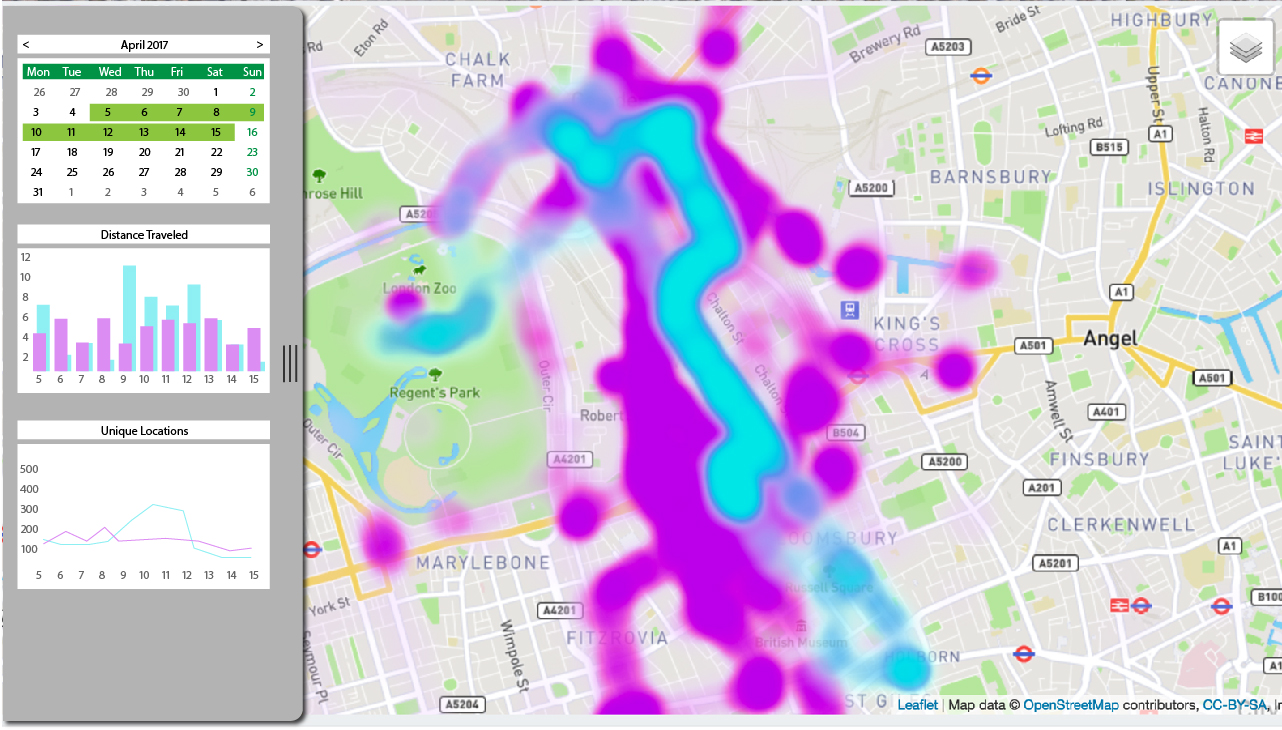 < April 2017 >
Mon Tue Wed Thu Fri Sat Sun
26 27 28 29 30 1 2
3 4 5 6 7 8 9
10 11 12 13 14 15 16
17 18 19 20 21 22 23
24 25 26 27 28 29 30
31 1 2 3 4 5 6
Distance Traveled
12
10
8
6
4
2
5 6 7 8 9 10 11 12 13 14 15
Unique Locations
500
400
300
200
100
5 6 7 8 9 10 11 12 13 14 15
Rd
Eton Rd
CHALK
FARM
Brewery Rd
A5203
Bride St
HIGHBURY
CANONB
Upper St
Lofting Rd
Halton Rd
A1
B515
BARNSBURY
ISLINGTON
A5200
nrose Hill
A520
London Zoo
Chalton St
A1
KING'S
CROSS
Angel
A501
A501
Outer Cir
Chalton
A
Regent's Park
Robert
Amwell St
A401
Outer Cir
B504
A4201
A5200
FINSBURY
SAINT
LUKE'
A201
CLERKENWELL
OOMSBURY
A1
MARYLEBONE
A5201
Russell Square
York St
A4201
B100
FITZROVIA
British Museum
Wimpole St
Seymour Pl
BORN
A1
A5204
ST G
Leaflet | Map data © OpenStreetMap contributors, CC-BY-SA, I